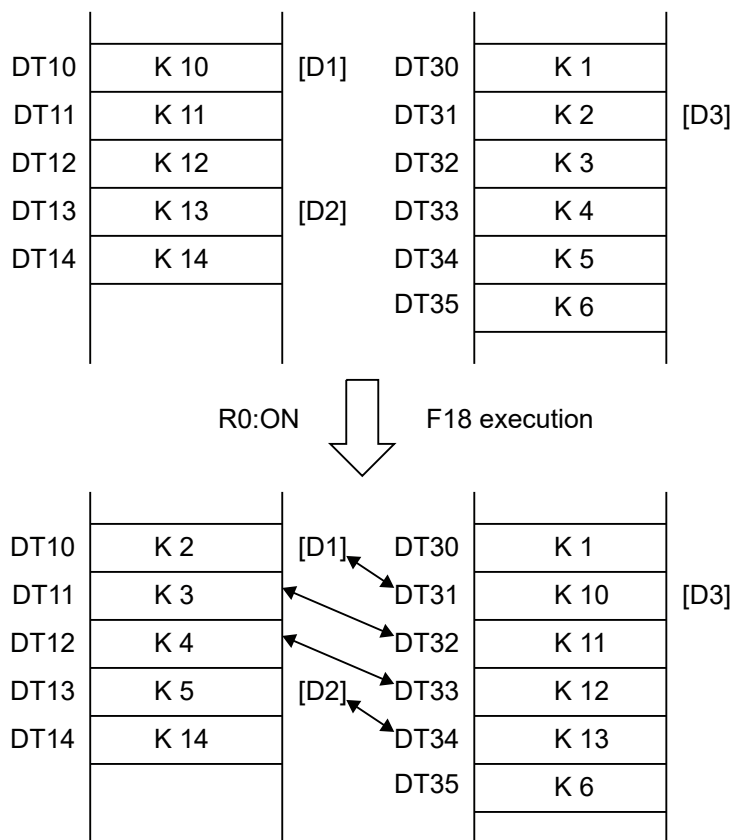 DT10 K 10 [D1] DT30 K 1
DT11 K 11 DT31 K 2 [D3]
DT12 K 12 DT32 K 3
DT13 K 13 [D2] DT33 K 4
DT14 K 14 DT34 K 5
DT35 K 6
R0:ON F18 execution
DT10 K 2 [D1] DT30 K 1
DT11 K 3 DT31 K 10 [D3]
DT12 K 4 DT32 K 11
DT13 K 5 [D2] DT33 K 12
DT14 K 14 DT34 K 13
DT35 K 6